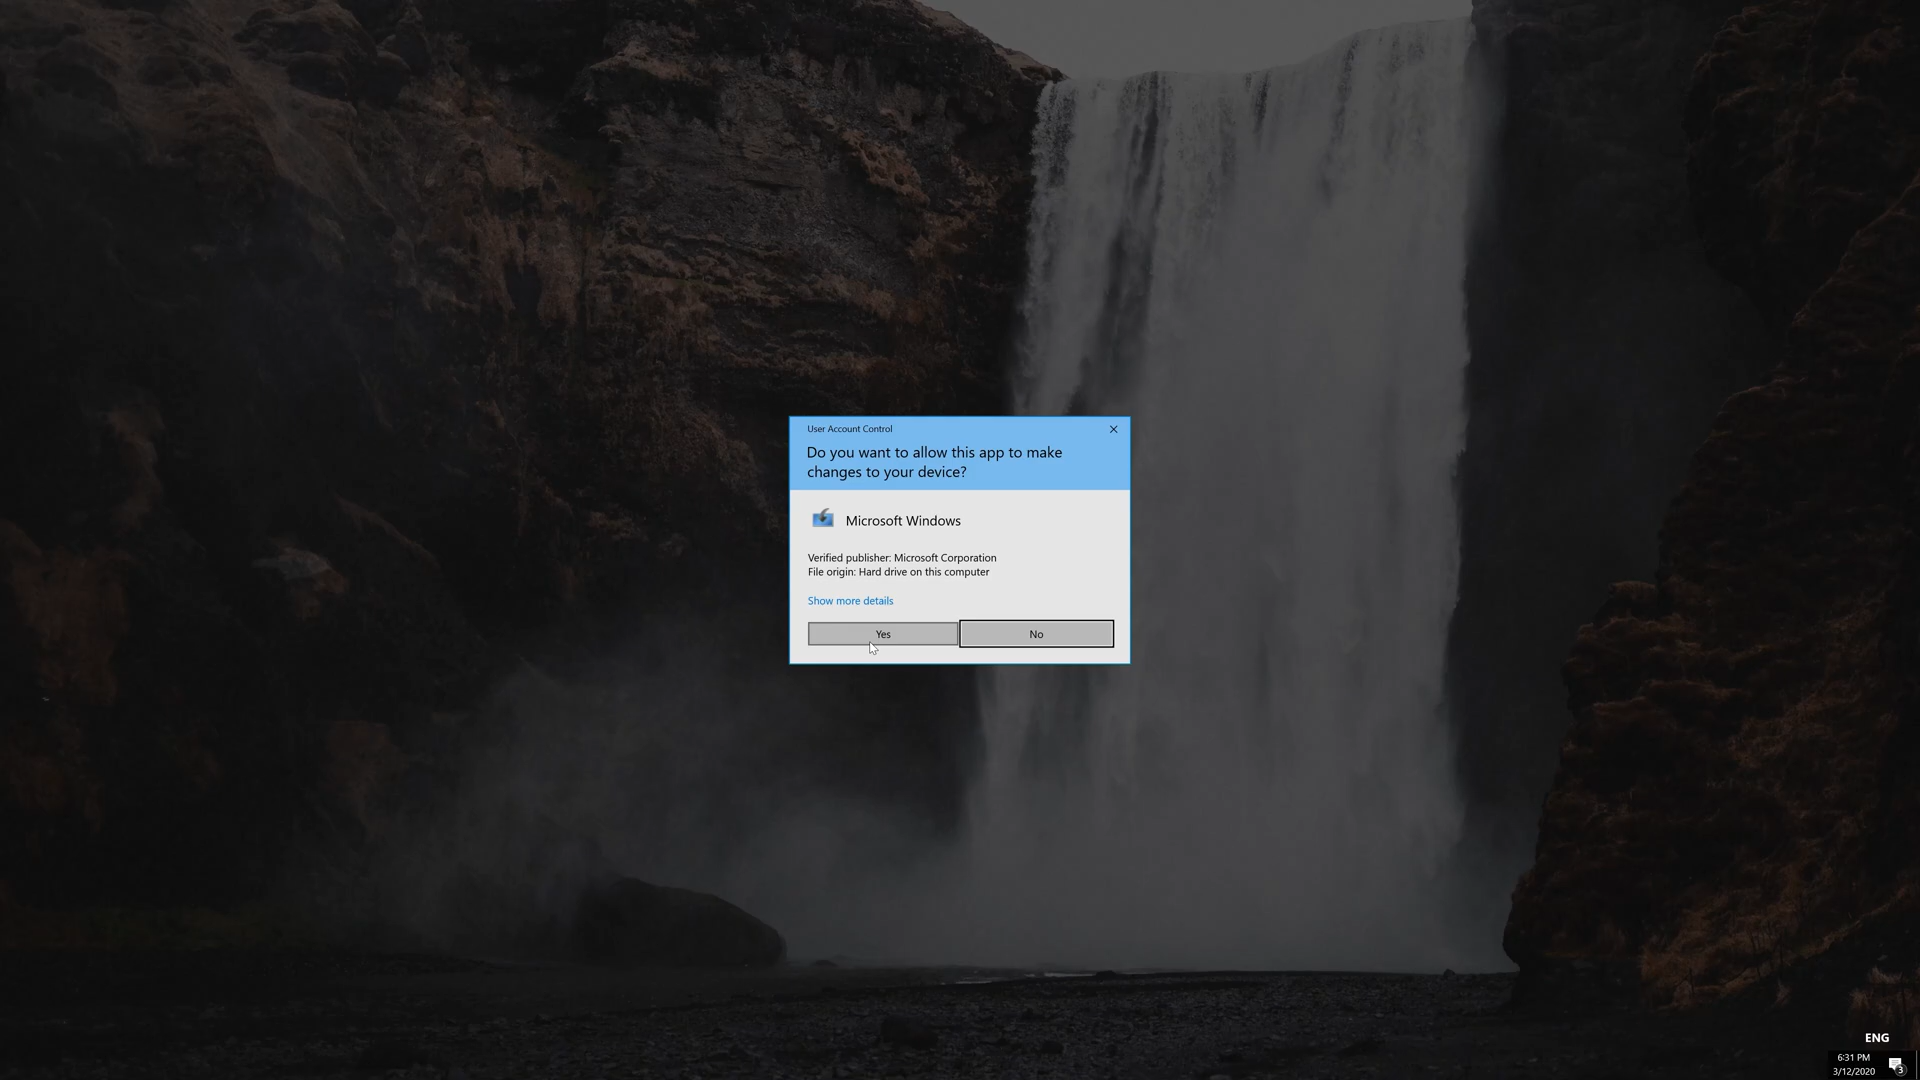 User Account Control
Do you want to allow this app to make
changes to your device?
Microsoft Windows
Verified publisher: Microsoft Corporation
File origin: Hard drive on this computer
Show more details
Yes
No
ENG
6:31 PM
3/12/2020
3